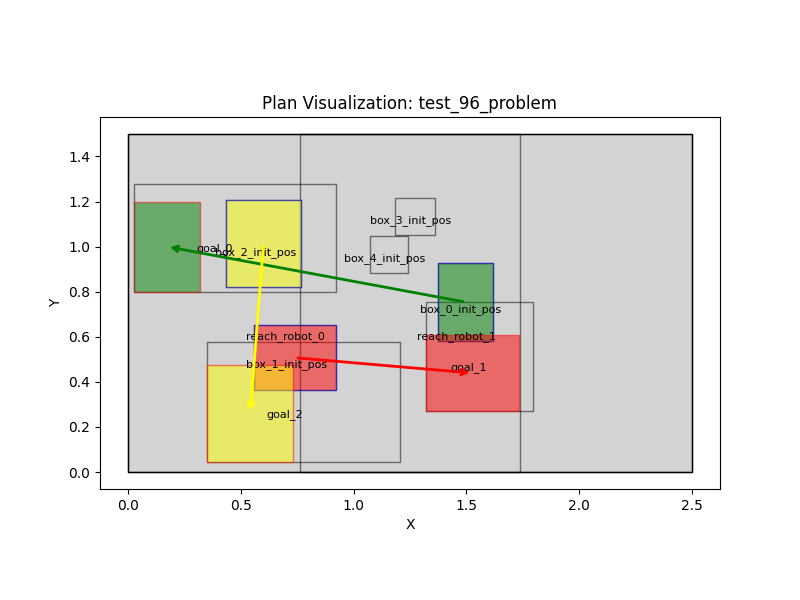 Plan Visualization: test_96_problem
Y
1.4
1.2
1.0
0.8
0.6
0.4
0.2
0.0
box_3_init_pos
goal_0
box_2_init_pos
box_4_init_pos
box_0_init_pos
reach_robot_0
reach_robot_1
box_1_init_pos
goal_1
goal_2
0.0
0.5
1.0
1.5
2.0
2.5
X